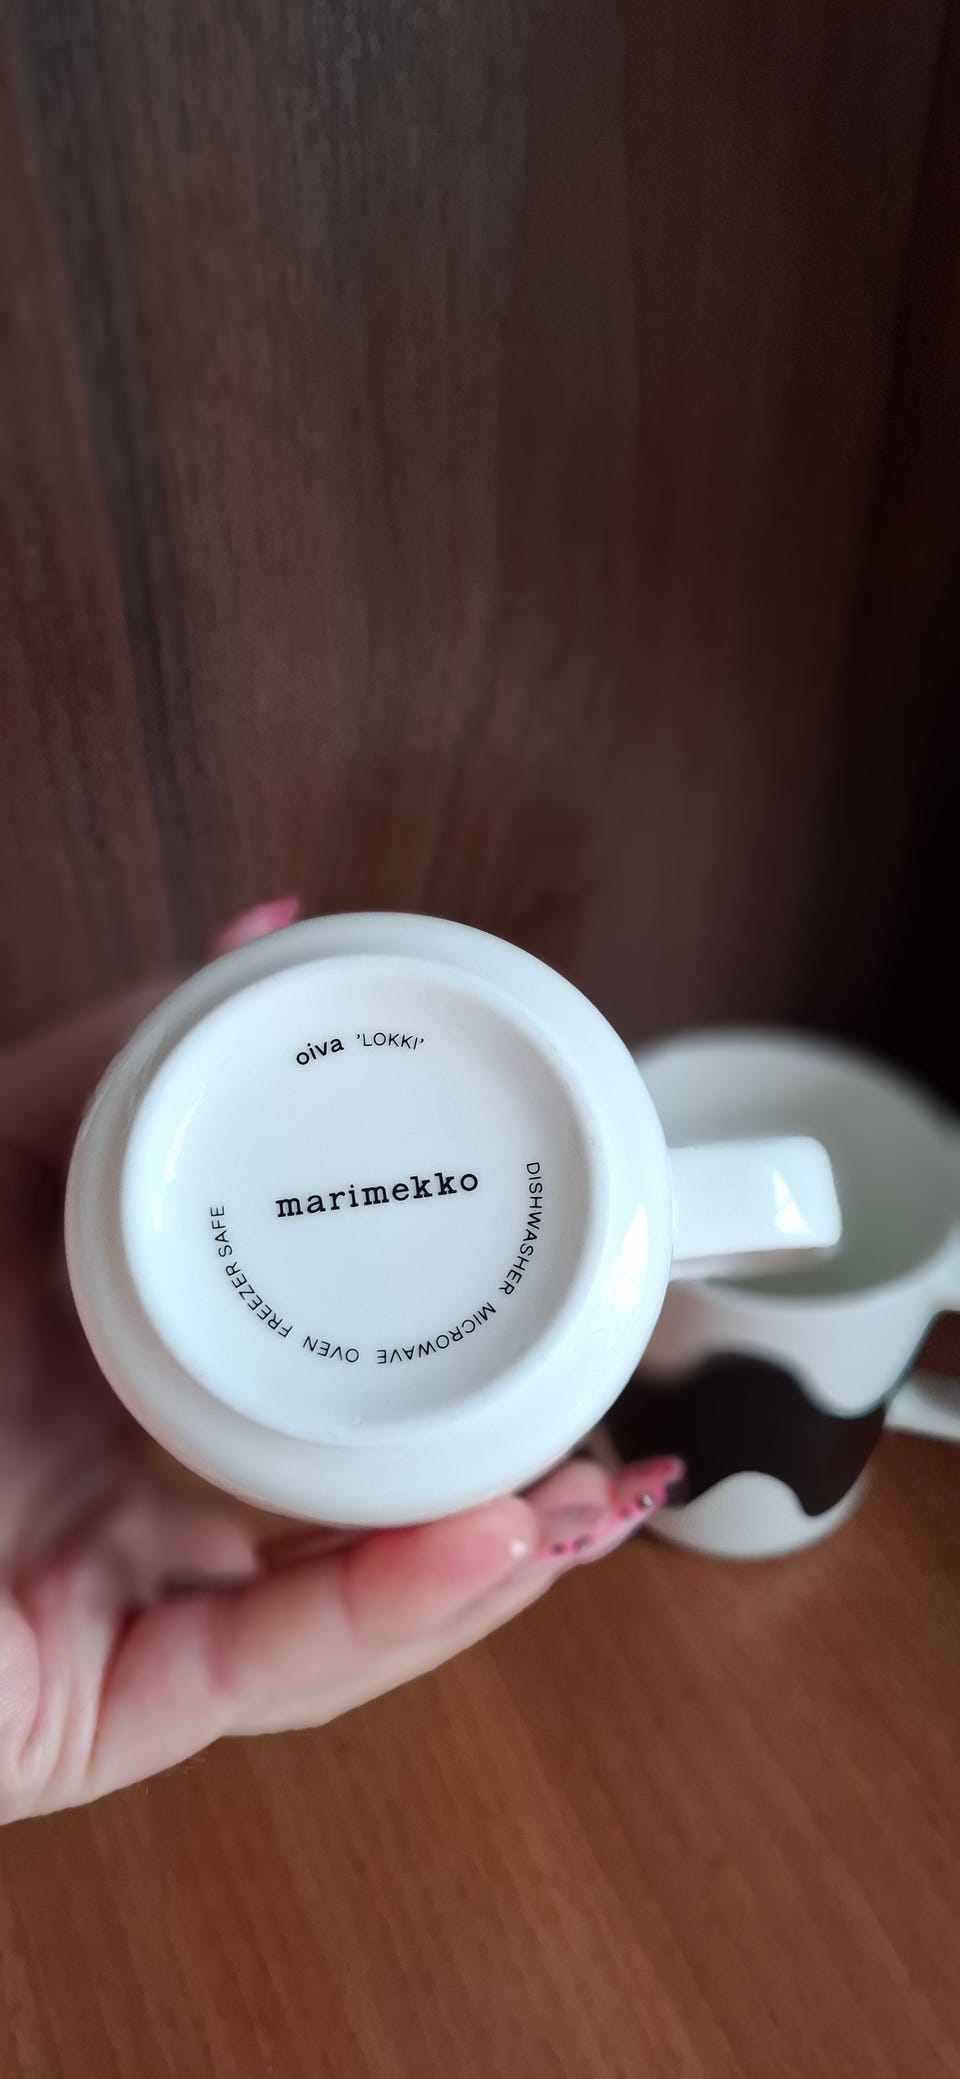 oiva 'LOKKI'
marimekko
DISHWASHER MICROWAVE OVEN FREEZER SAFE